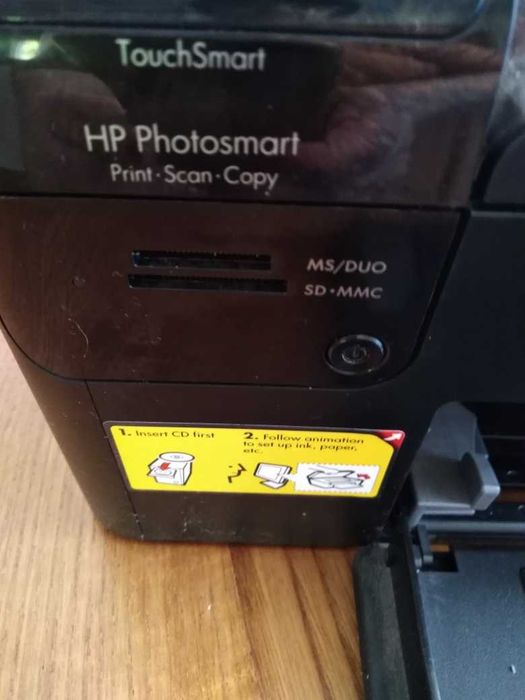 TouchSmart
HP Photosmart
Print·Scan·Copy
MS/DUO
SD·MMC
1. Insert CD first
2. Follow animation
to set up ink, paper,
etc.